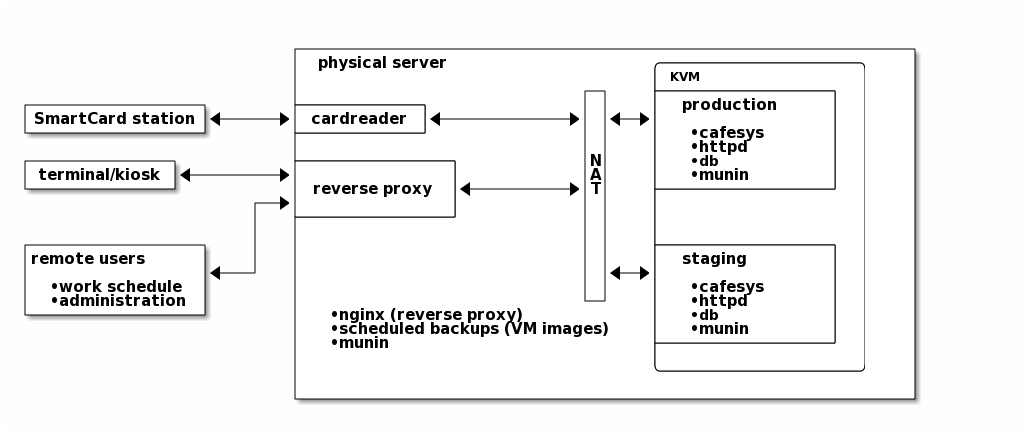 physical server
KVM
SmartCard station
cardreader
terminal/kiosk
reverse proxy
remote users
•work schedule
•administration
N
A
T
production
•cafesys
•httpd
•db
•munin
staging
•cafesys
•httpd
•db
•munin
•nginx (reverse proxy)
•scheduled backups (VM images)
•munin